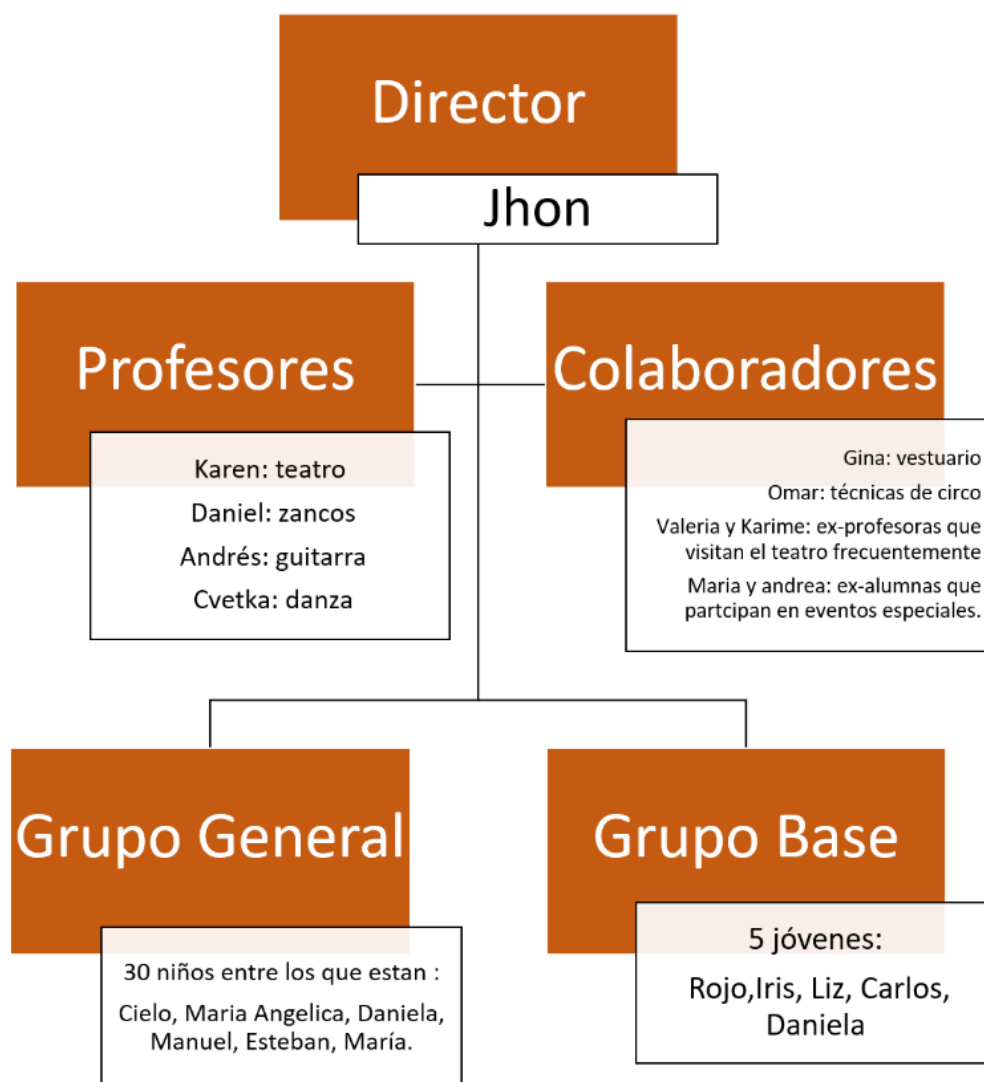 Director
Jhon
Profesores
Karen: teatro
Daniel: zancos
Andrés: guitarra
Cvetka: danza
Colaboradores
Gina: vestuario
Omar: técnicas de circo
Valeria y Karime: ex-profesoras que
visitan el teatro frecuentemente
Maria y andrea: ex-alumnas que
partcipan en eventos especiales.
Grupo General
30 niños entre los que estan :
Cielo, Maria Angelica, Daniela,
Manuel, Esteban, María.
Grupo Base
5 jóvenes:
Rojo,Iris, Liz, Carlos,
Daniela